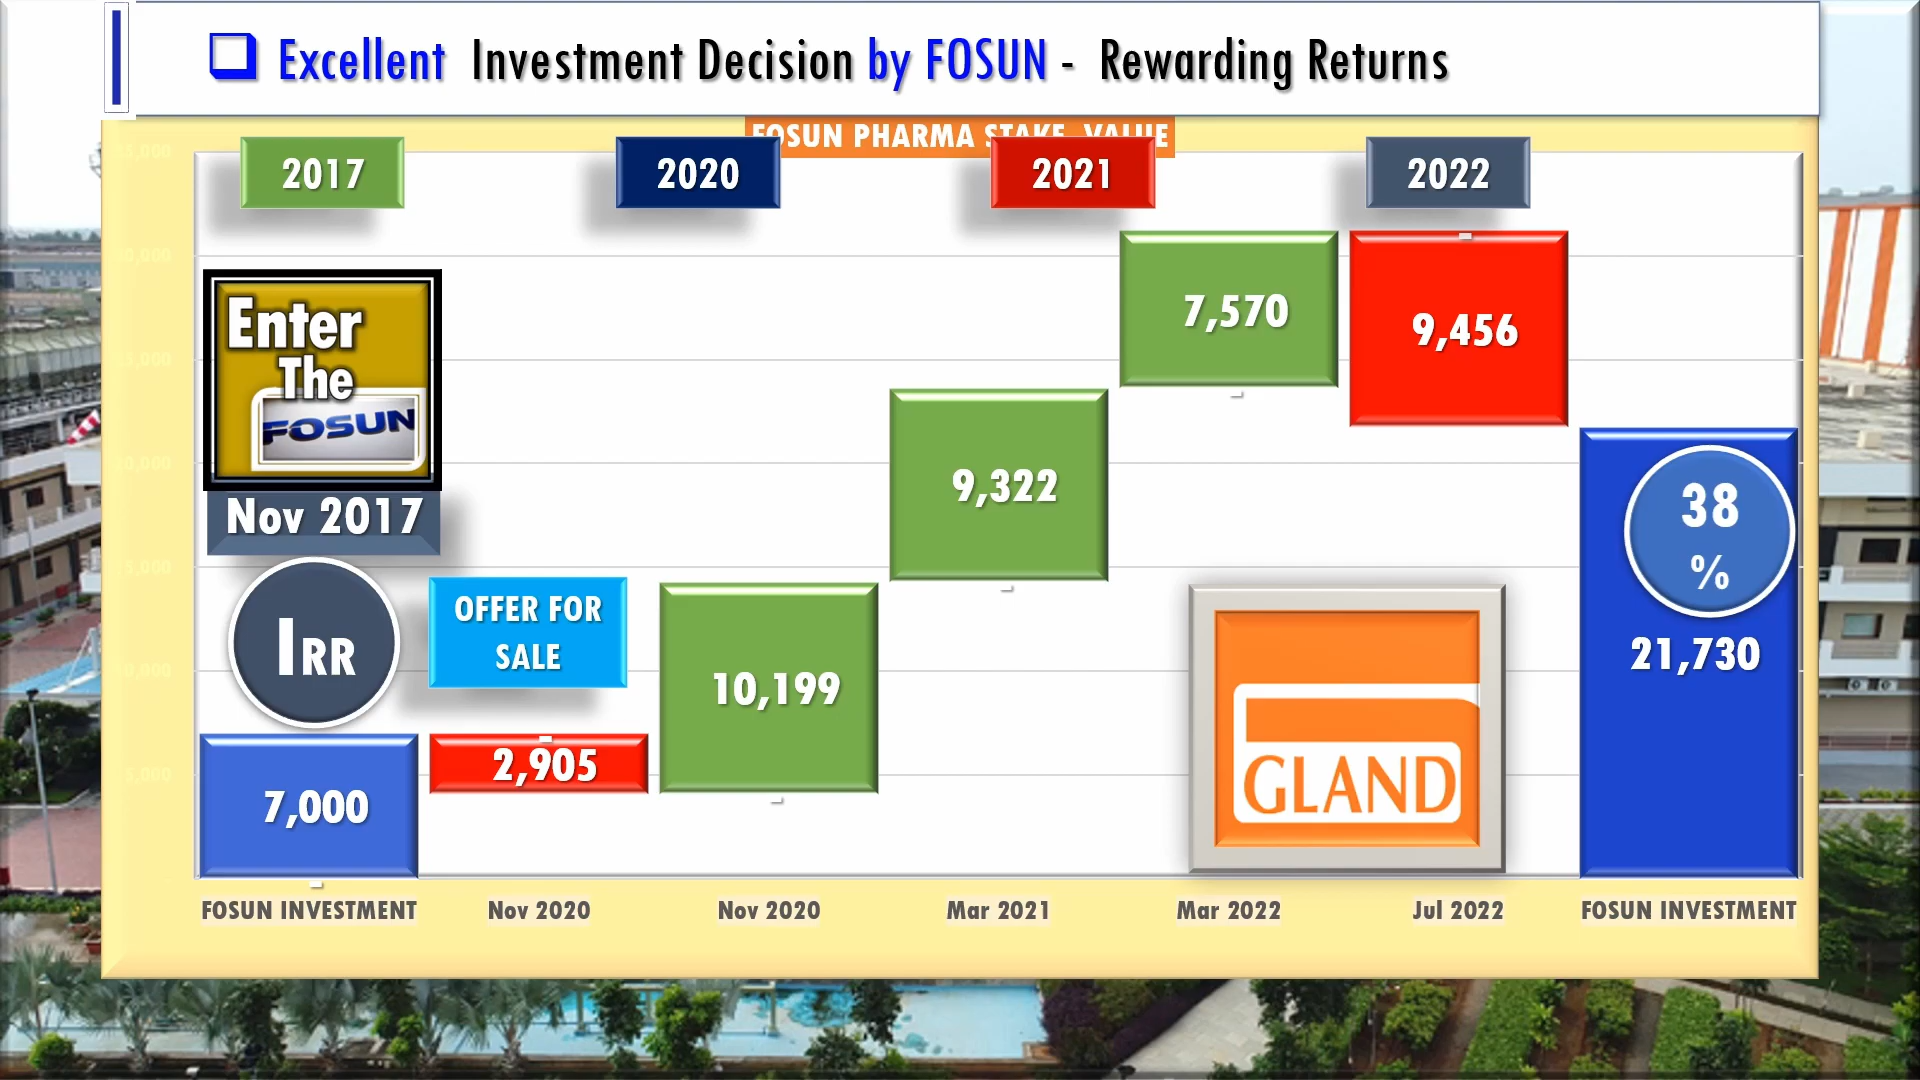 Excellent Investment Decision by FOSUN - Rewarding Returns
FOSUN PHARMA STAKE VALUE
2017
2020
2021
2022
Enter
The
FOSUN
Nov 2017
IRR
OFFER FOR
SALE
7,000
2,905
10,199
9,322
7,570
9,456
38
%
21,730
GLAND
FOSUN INVESTMENT
Nov 2020
Nov 2020
Mar 2021
Mar 2022
Jul 2022
FOSUN INVESTMENT